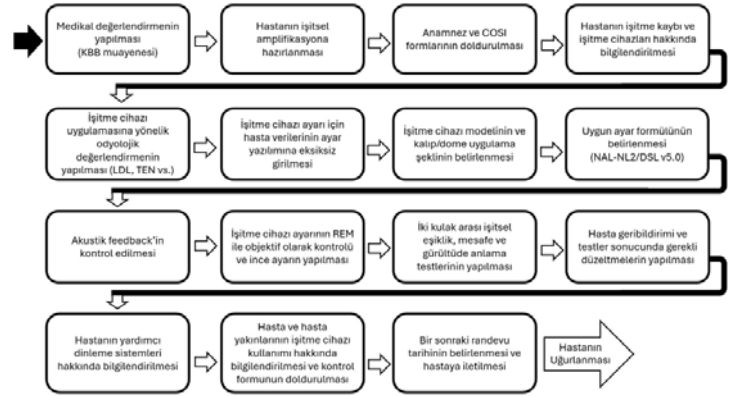 Medikal değerlendirmenin
yapılması
(KBB muayenesi)
Hastanın işitsel
amplifikasyona
hazırlanması
Anamnez ve COSI
formlarının doldurulması
Hastanın işitme kaybı ve
işitme cihazları hakkında
bilgilendirilmesi
İşitme cihazı
uygulamasına yönelik
odyolojik
değerlendirmenin
yapılması (LDL, TEN vs.)
İşitme cihazı ayarı için
hasta verilerinin ayar
yazılımına eksiksiz
girilmesi
İşitme cihazı modelinin ve
kalıp/dome uygulama
şeklinin belirlenmesi
Uygun ayar formülünün
belirlenmesi
(NAL-NL2/DSL v5.0)
Akustik feedback'in
kontrol edilmesi
İşitme cihazı ayarının REM
ile objektif olarak kontrolü
ve ince ayarın yapılması
İki kulak arası işitsel
eşiklik, mesafe ve
gürültüde anlama
testlerinin yapılması
Hasta geribildirimi ve
testler sonucunda gerekli
düzeltmelerin yapılması
Hastanın yardımcı
dinleme sistemleri
hakkında bilgilendirilmesi
Hasta ve hasta
yakınlarının işitme cihazı
kullanımı hakkında
bilgilendirilmesi ve kontrol
formunun doldurulması
Bir sonraki randevu
tarihinin belirlenmesi ve
hastaya iletilmesi
Hastanın
Uğurlanması